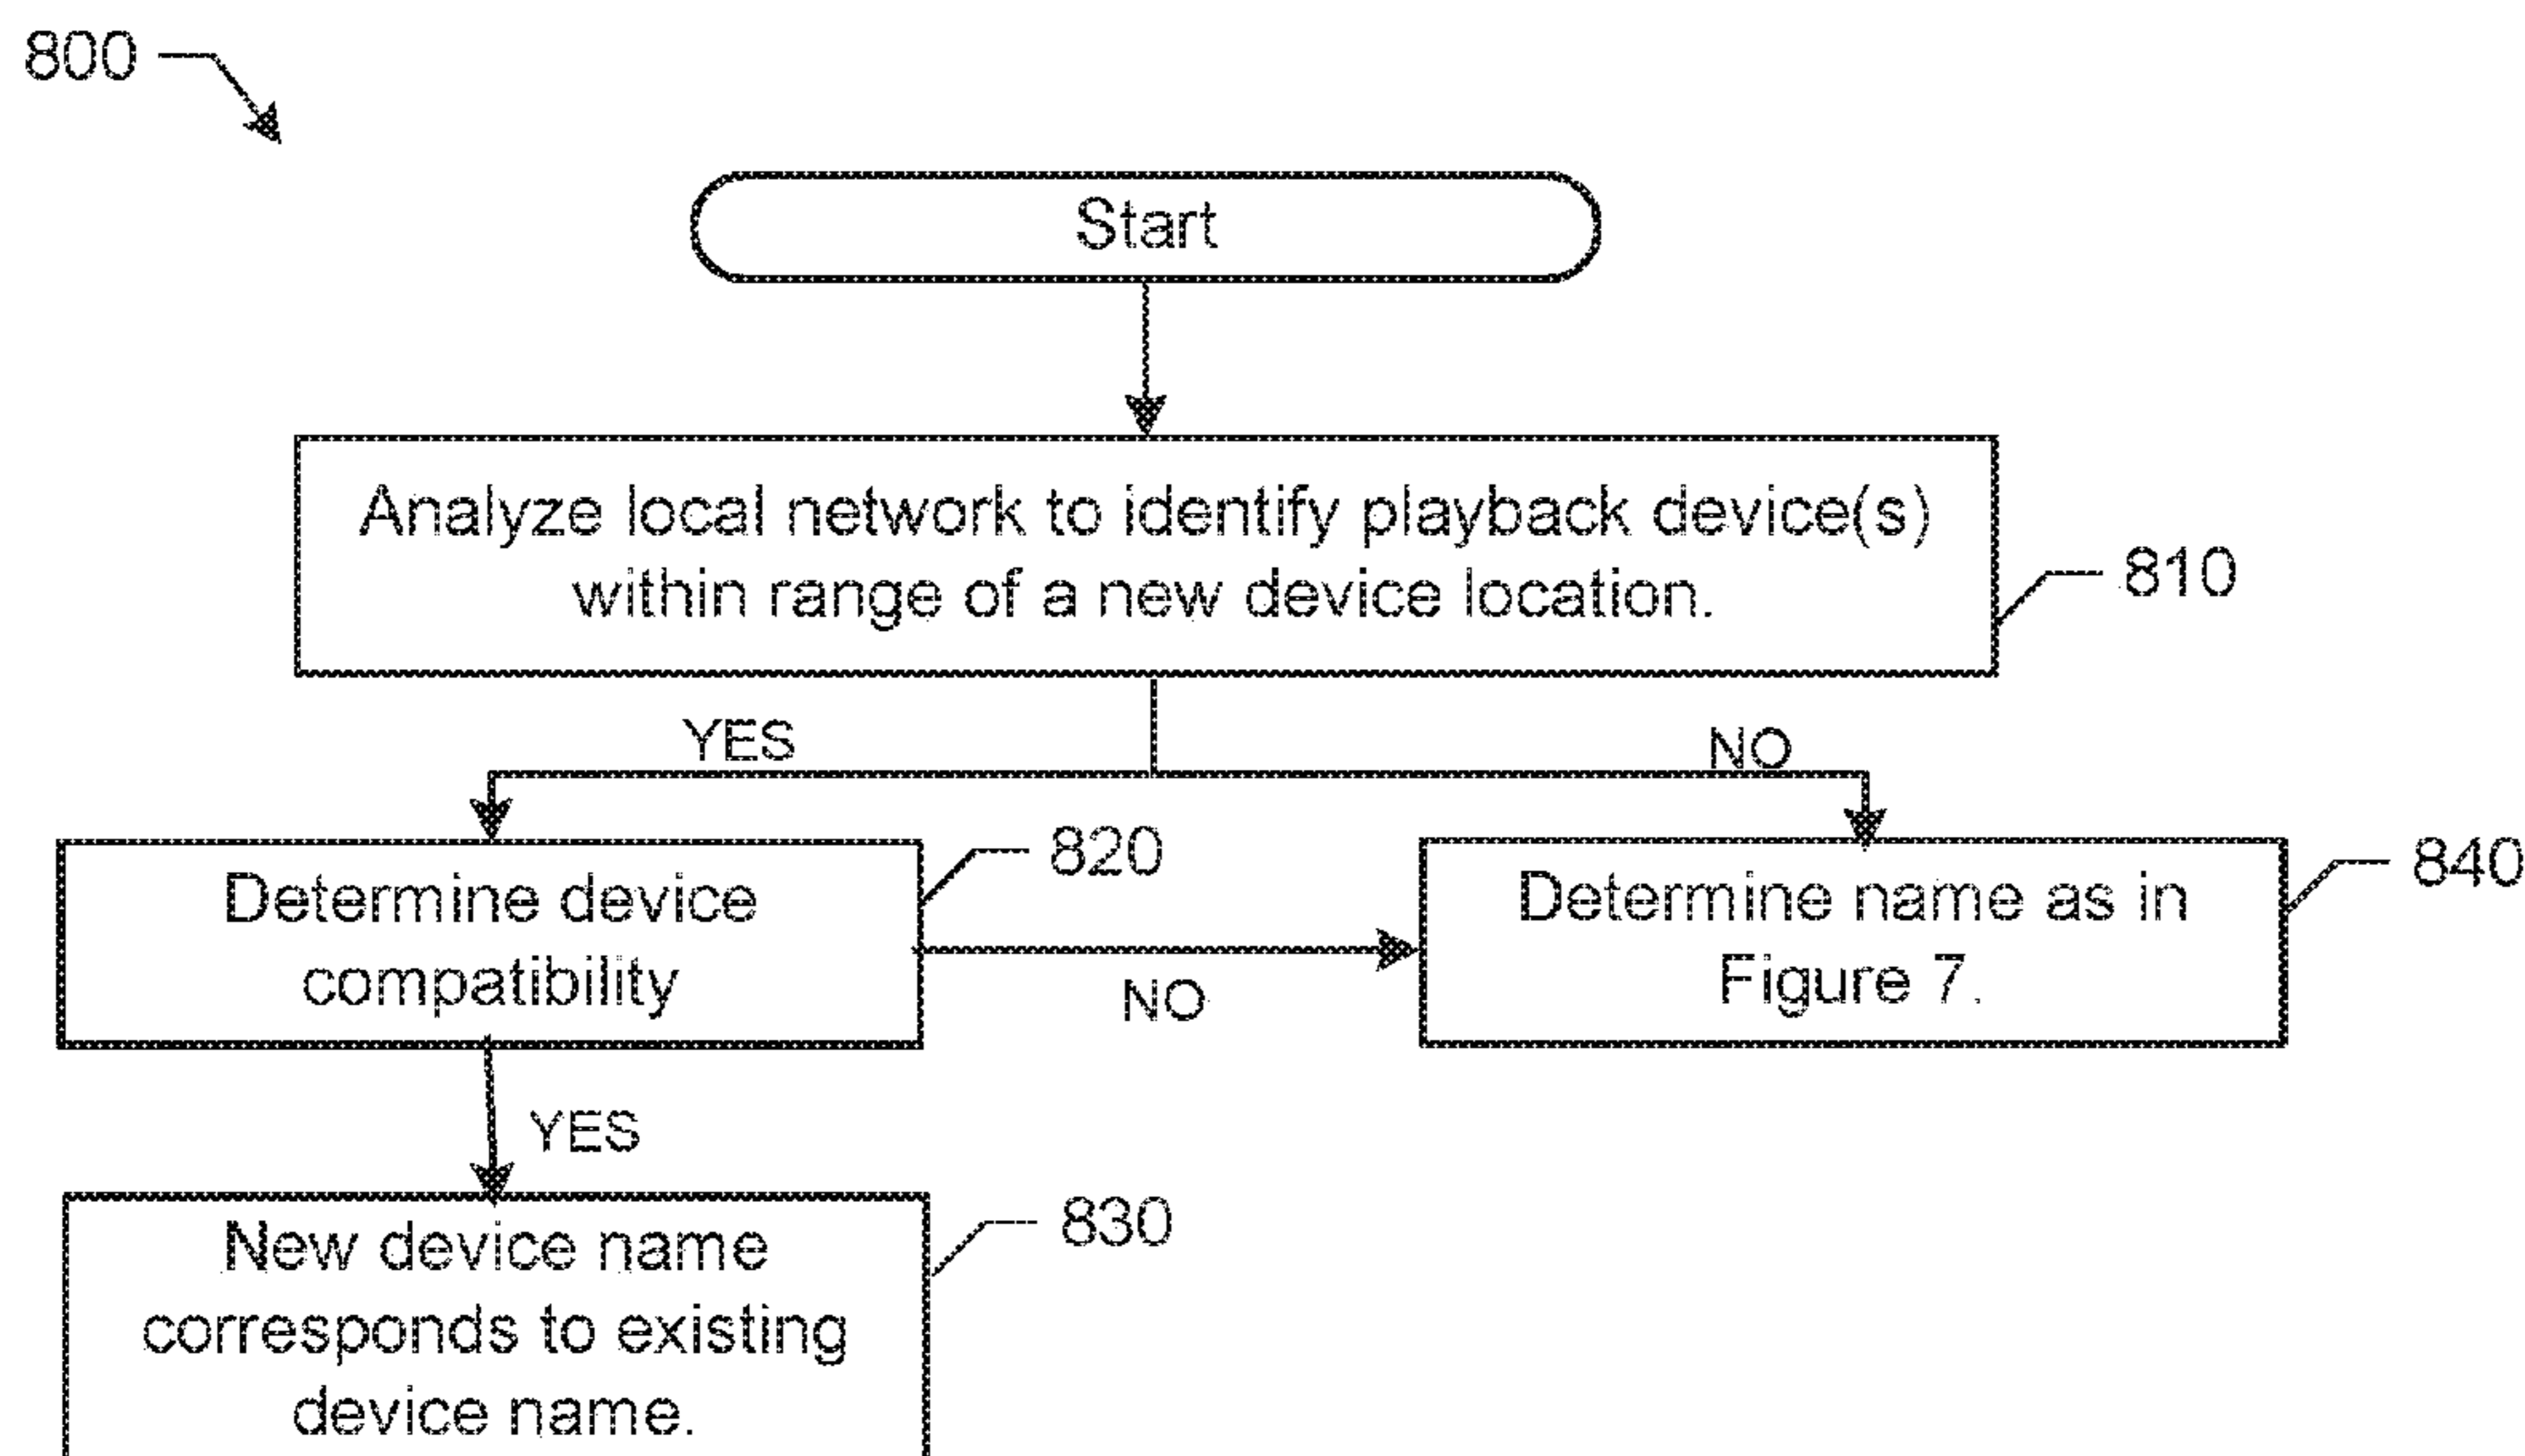 800
Start
Analyze local network to identify playback device(s)
within range of a new device location.
810
YES
NO
Determine device
compatibility
820
NO
Determine name as in
Figure 7.
840
YES
New device name
corresponds to existing
device name.
830